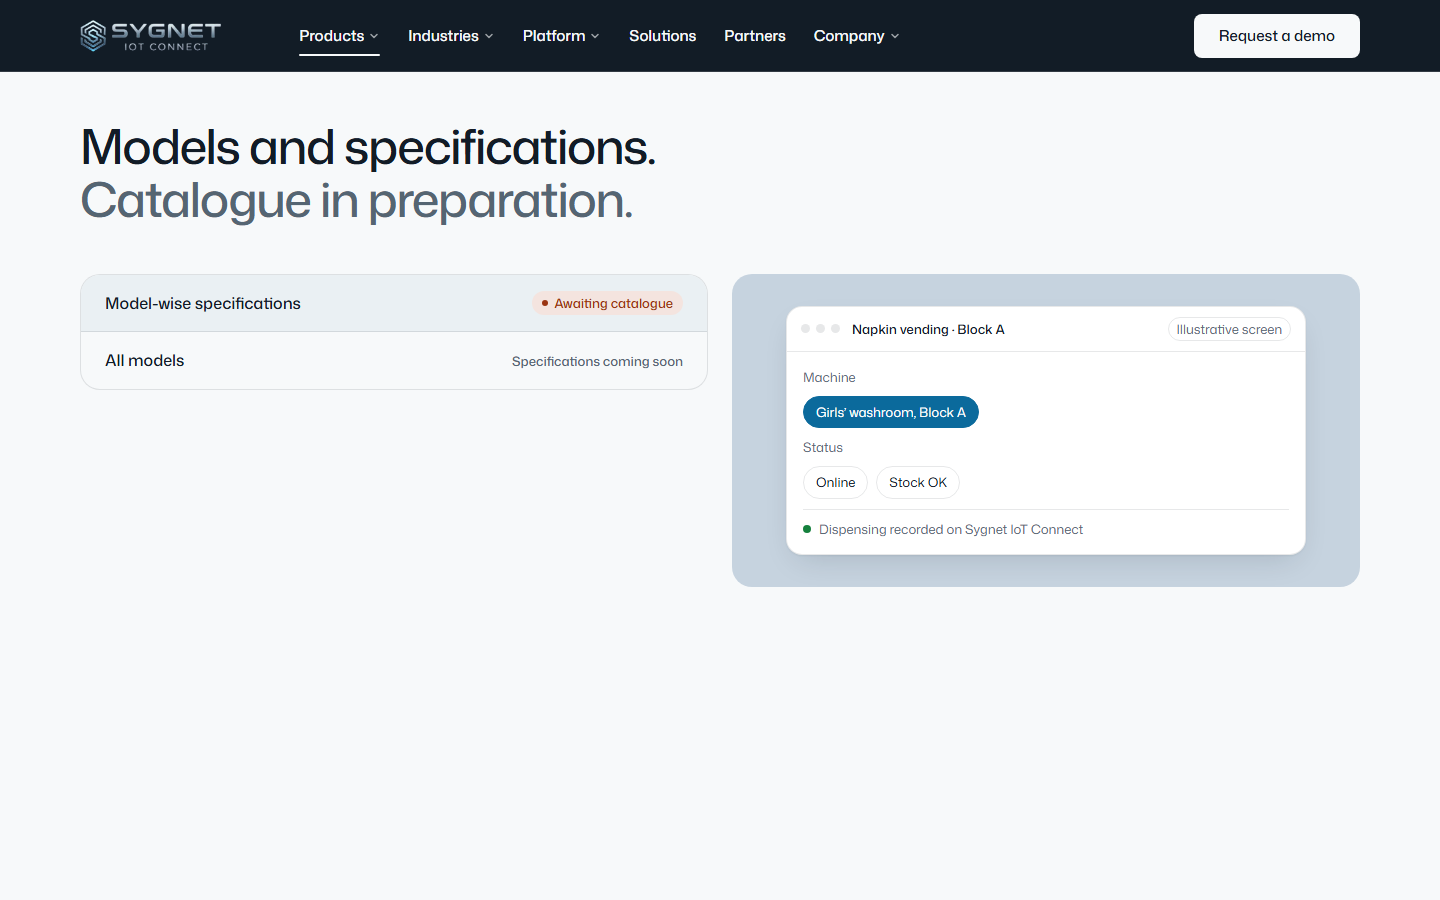 SYGNET
IOT CONNECT
Products
Industries
Platform
Solutions
Partners
Company
Request a demo
Models and specifications.
Catalogue in preparation.
Model-wise specifications
Awaiting catalogue
All models
Specifications coming soon
Napkin vending · Block A
Illustrative screen
Machine
Girls’ washroom, Block A
Status
Online
Stock OK
Dispensing recorded on Sygnet IoT Connect